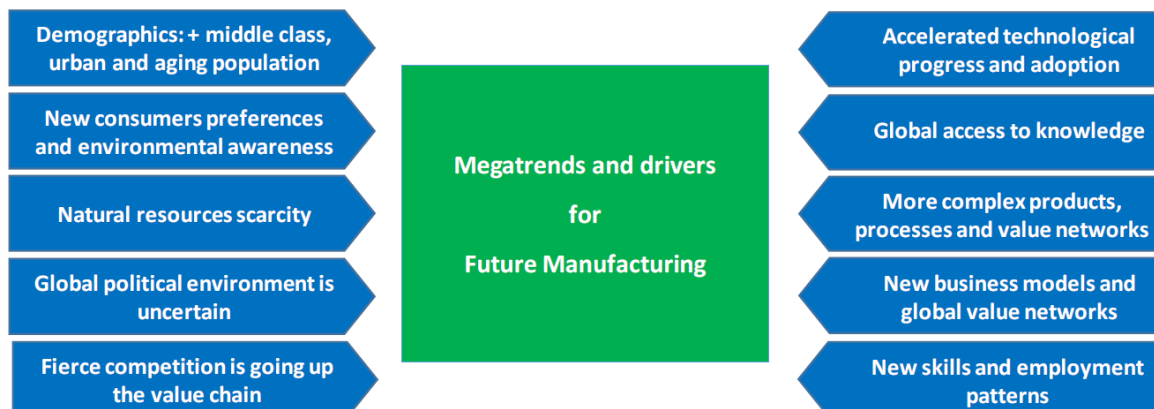 Demographics: + middle class,
urban and aging population
New consumers preferences
and environmental awareness
Natural resources scarcity
Global political environment is
uncertain
Fierce competition is going up
the value chain
Megatrends and drivers
for
Future Manufacturing
Accelerated technological
progress and adoption
Global access to knowledge
More complex products,
processes and value networks
New business models and
global value networks
New skills and employment
patterns